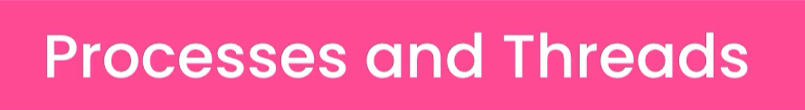 Processes and Threads